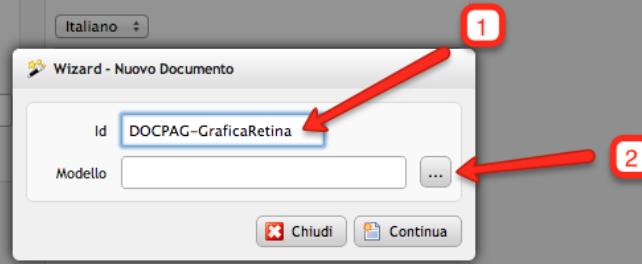 Italiano
1
Wizard - Nuovo Documento
Id DOCPAG-GraficaRetina
Modello ...
2
Chiudi Continua